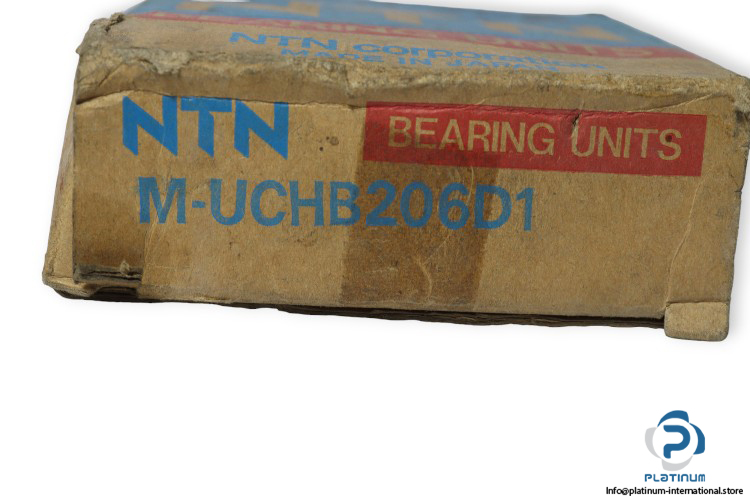 NTN corporation
MADE IN JAPAN
NTN
BEARING UNITS
M-UCHB206D1
PLATINUM
Info@platinum-international.store